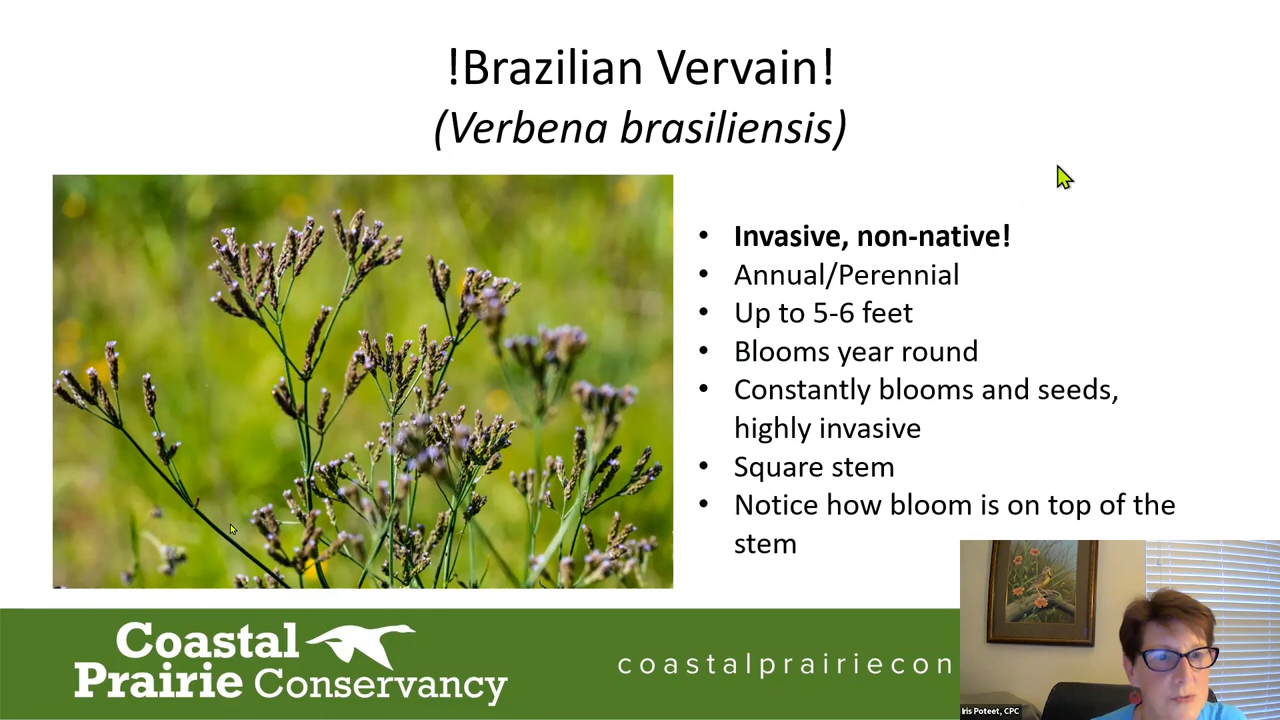 !Brazilian Vervain!
(Verbena brasiliensis)
• Invasive, non-native!
• Annual/Perennial
• Up to 5-6 feet
• Blooms year round
• Constantly blooms and seeds,
highly invasive
• Square stem
• Notice how bloom is on top of the
stem
Coastal
Prairie Conservancy
coastalprairiecon
Iris Poteet, CPC